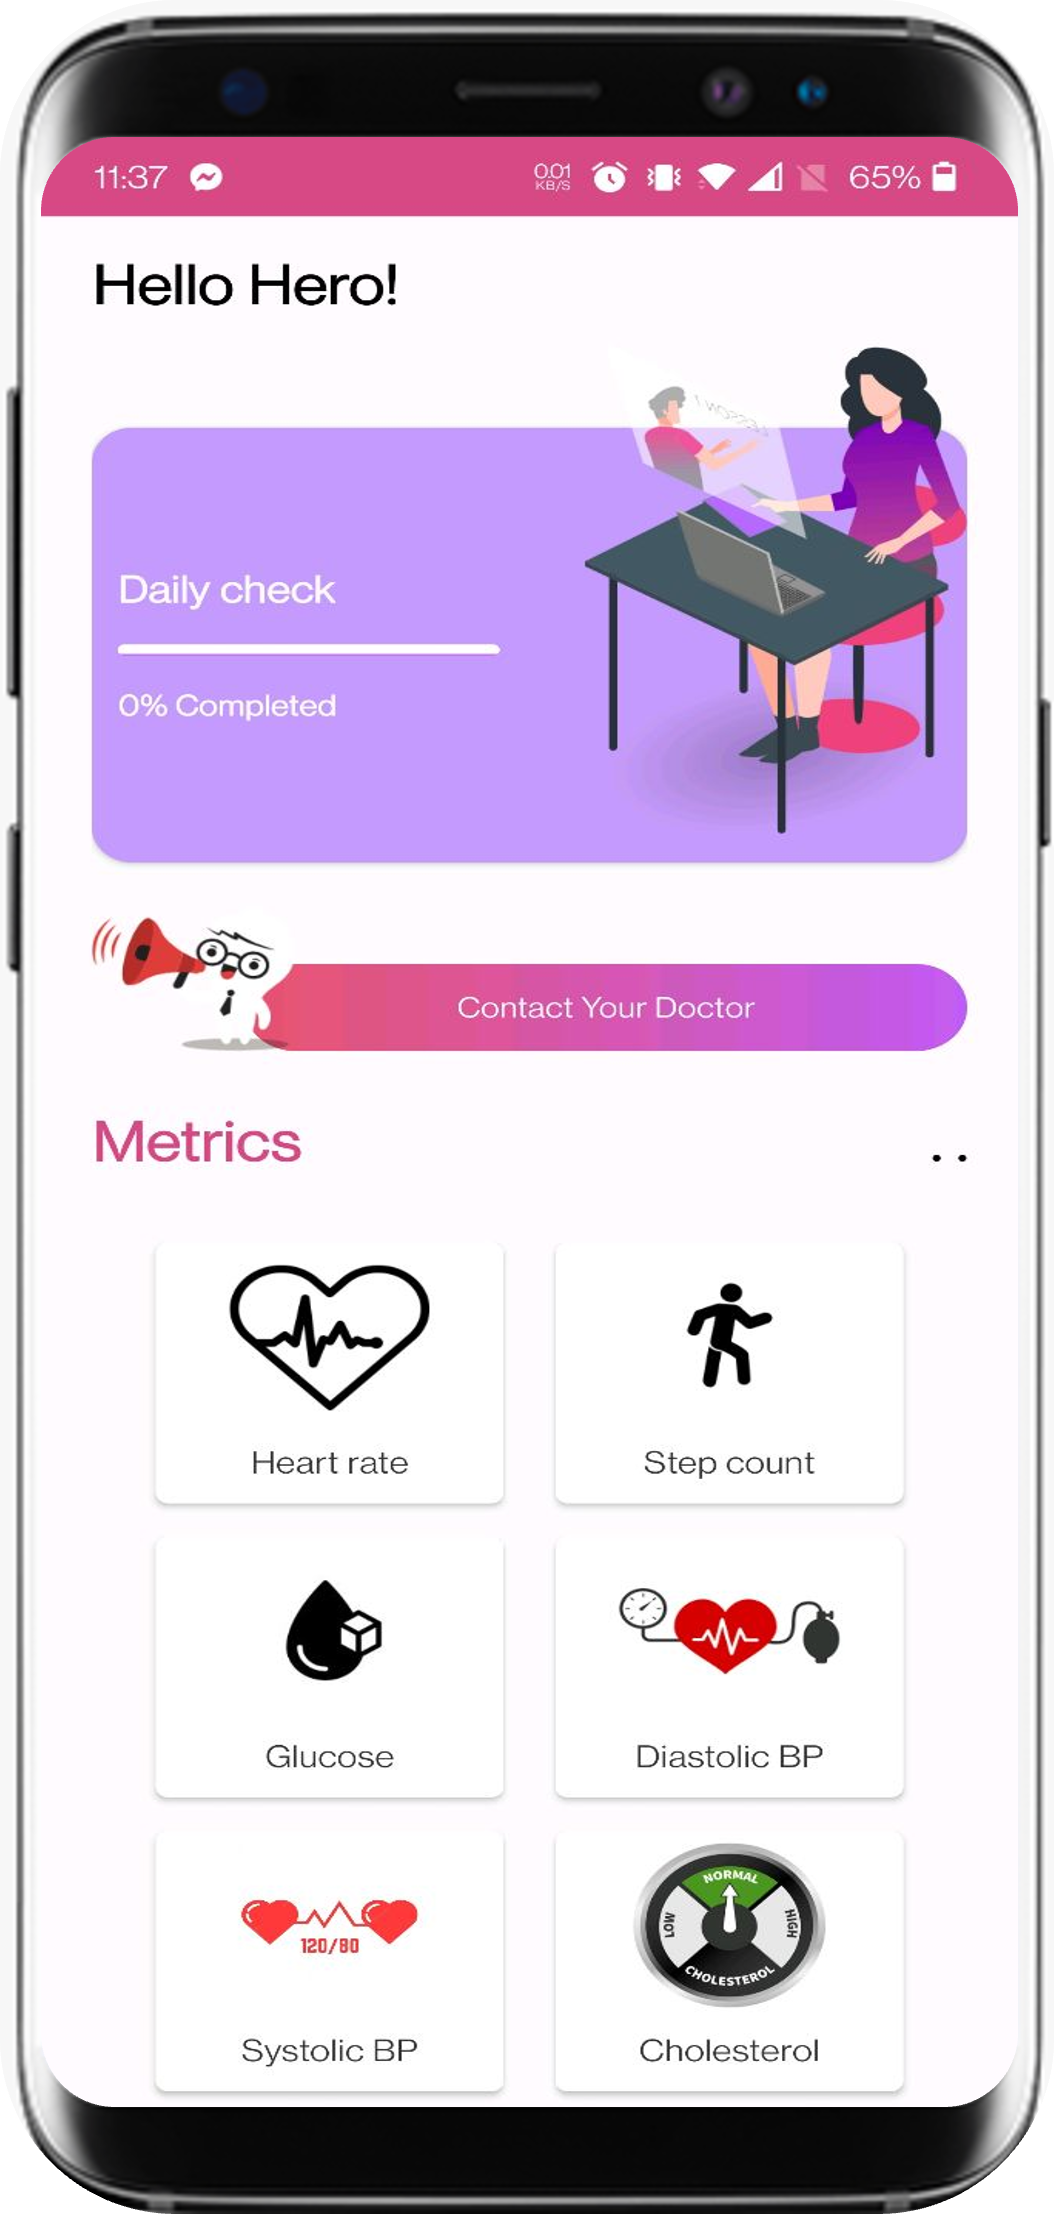 11:37
0.01
KB/S
65%
Hello Hero!
Daily check
0% Completed
Contact Your Doctor
Metrics
. .
Heart rate
Step count
Glucose
Diastolic BP
120/80
Systolic BP
NORMAL
LOW
HIGH
CHOLESTEROL
Cholesterol